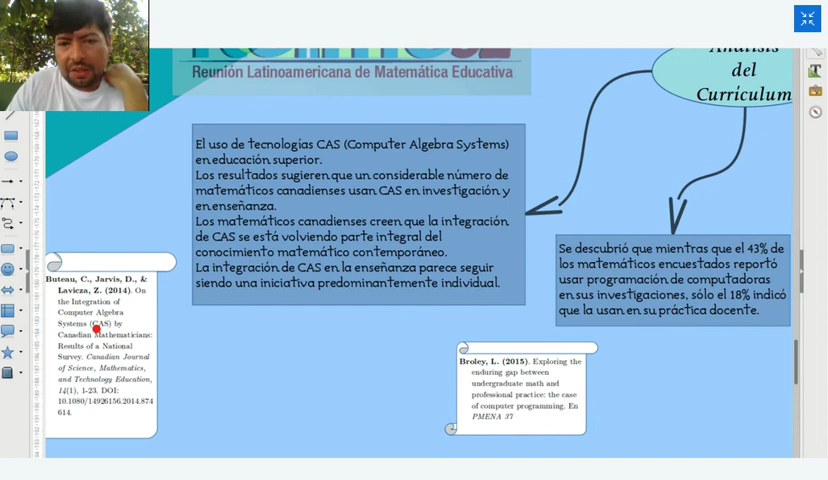 Reunión Latinoamericana de Matemática Educativa
Análisis
del
Currículum
El uso de tecnologías CAS (Computer Algebra Systems)
en educación superior.
Los resultados sugieren que un considerable número de
matemáticos canadienses usan CAS en investigación y
en enseñanza.
Los matemáticos canadienses creen que la integración
de CAS se está volviendo parte integral del
conocimiento matemático contemporáneo.
La integración de CAS en la enseñanza parece seguir
siendo una iniciativa predominantemente individual.
Se descubrió que mientras que el 43% de
los matemáticos encuestados reportó
usar programación de computadoras
en sus investigaciones, sólo el 18% indicó
que la usan en su práctica docente.
Buteau, C., Jarvis, D., &
Lavicza, Z. (2014). On
the Integration of
Computer Algebra
Systems (CAS) by
Canadian Mathematicians:
Results of a National
Survey. Canadian Journal
of Science, Mathematics,
and Technology Education,
14(1), 1-23. DOI:
10.1080/14926156.2014.874
614.
Broley, L. (2015). Exploring the
enduring gap between
undergraduate math and
professional practice: the case
of computer programming. En
PMENA 37